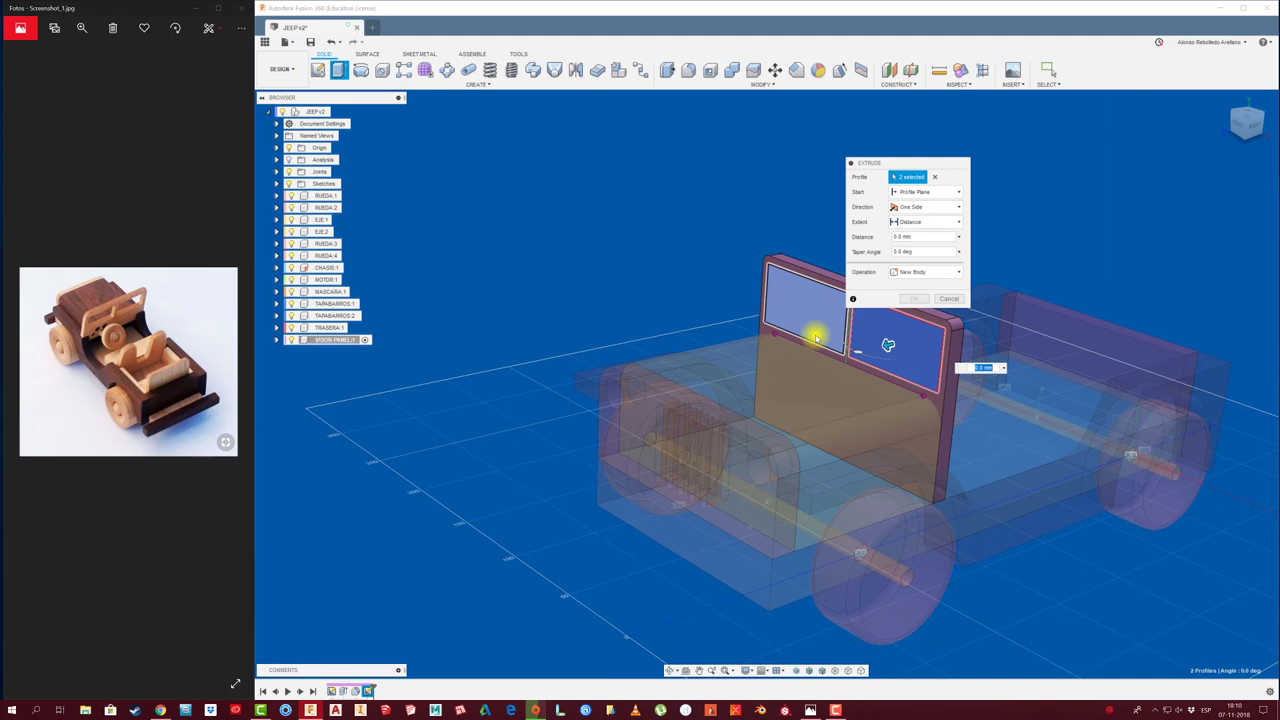 Fotos - Screenshot_1.jpg
Autodesk Fusion 360 (Education License)
JEEP v2*
Alonso Rebolledo Arellano
SOLID
SURFACE
SHEET METAL
ASSEMBLE
TOOLS
DESIGN
CREATE
MODIFY
CONSTRUCT
INSPECT
INSERT
SELECT
BROWSER
JEEP v2
Document Settings
Named Views
Origin
Analysis
Joints
Sketches
RUEDA:1
RUEDA:2
EJE:1
EJE:2
RUEDA:3
RUEDA:4
CHASIS:1
MOTOR:1
MASCARA:1
TAPABARROS:1
TAPABARROS:2
TRASERA:1
VISOR-PANEL:1
EXTRUDE
Profile
2 selected
Start
Profile Plane
Direction
One Side
Extent
Distance
Distance
0.0 mm
Taper Angle
0.0 deg
Operation
New Body
OK
Cancel
0.0 mm
COMMENTS
2 Profiles | Angle : 0.0 deg
ESP
18:10
07-11-2018